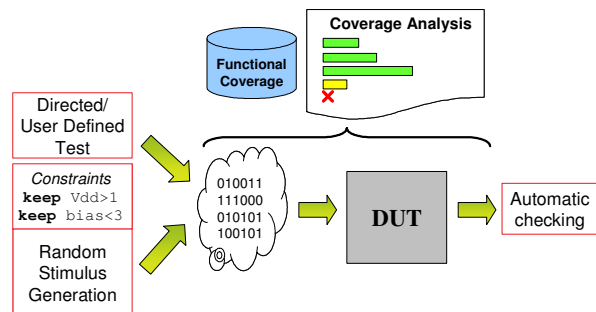 Coverage Analysis
Functional
Coverage
Directed/
User Defined
Test
Constraints
keep Vdd>1
keep bias<3
Random
Stimulus
Generation
010011
111000
010101
100101
DUT
Automatic
checking